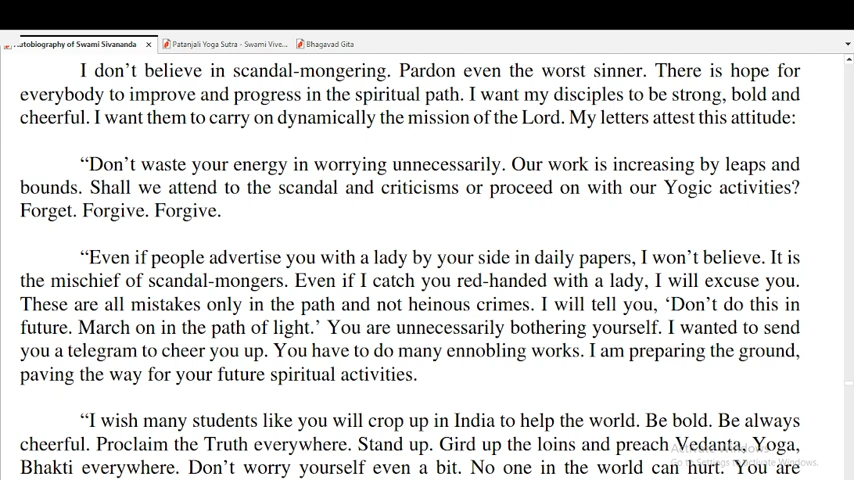 utobiography of Swami Sivananda × Patanjali Yoga Sutra - Swami Vive... Bhagavad Gita
I don't believe in scandal-mongering. Pardon even the worst sinner. There is hope for
everybody to improve and progress in the spiritual path. I want my disciples to be strong, bold and
cheerful. I want them to carry on dynamically the mission of the Lord. My letters attest this attitude:
“Don't waste your energy in worrying unnecessarily. Our work is increasing by leaps and
bounds. Shall we attend to the scandal and criticisms or proceed on with our Yogic activities?
Forget. Forgive. Forgive.
“Even if people advertise you with a lady by your side in daily papers, I won't believe. It is
the mischief of scandal-mongers. Even if I catch you red-handed with a lady, I will excuse you.
These are all mistakes only in the path and not heinous crimes. I will tell you, ‘Don't do this in
future. March on in the path of light.’ You are unnecessarily bothering yourself. I wanted to send
you a telegram to cheer you up. You have to do many ennobling works. I am preparing the ground,
paving the way for your future spiritual activities.
“I wish many students like you will crop up in India to help the world. Be bold. Be always
cheerful. Proclaim the Truth everywhere. Stand up. Gird up the loins and preach Vedanta, Yoga,
Activate Windows
Bhakti everywhere. Don't worry yourself even a bit. No one in the world can hurt. You are
Go to Settings to activate Windows.